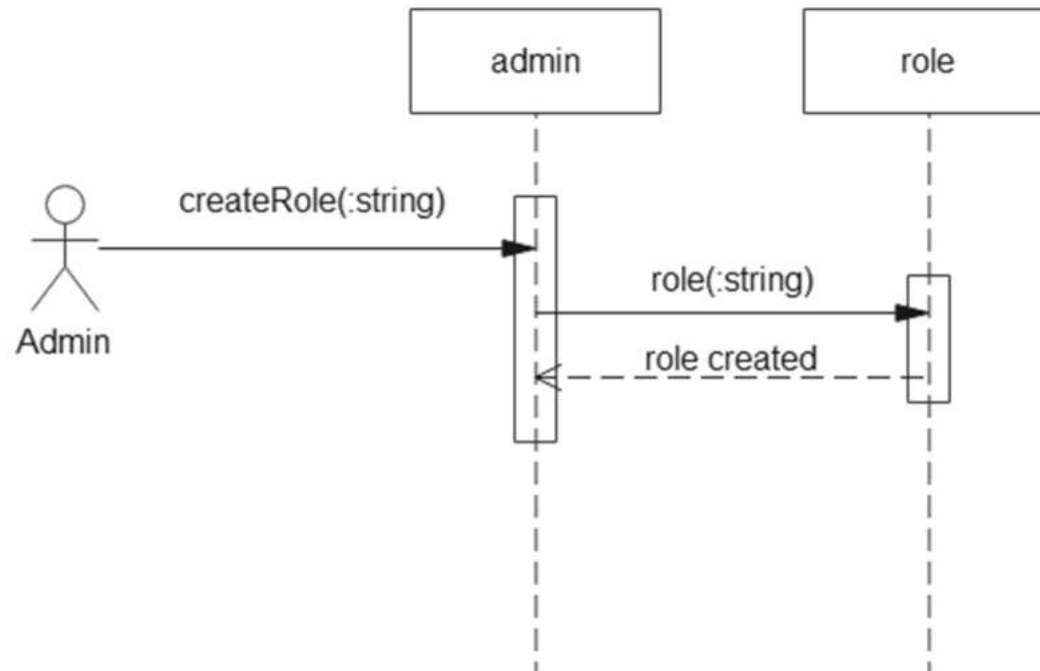 admin
role
createRole(:string)
role(:string)
Admin
role created